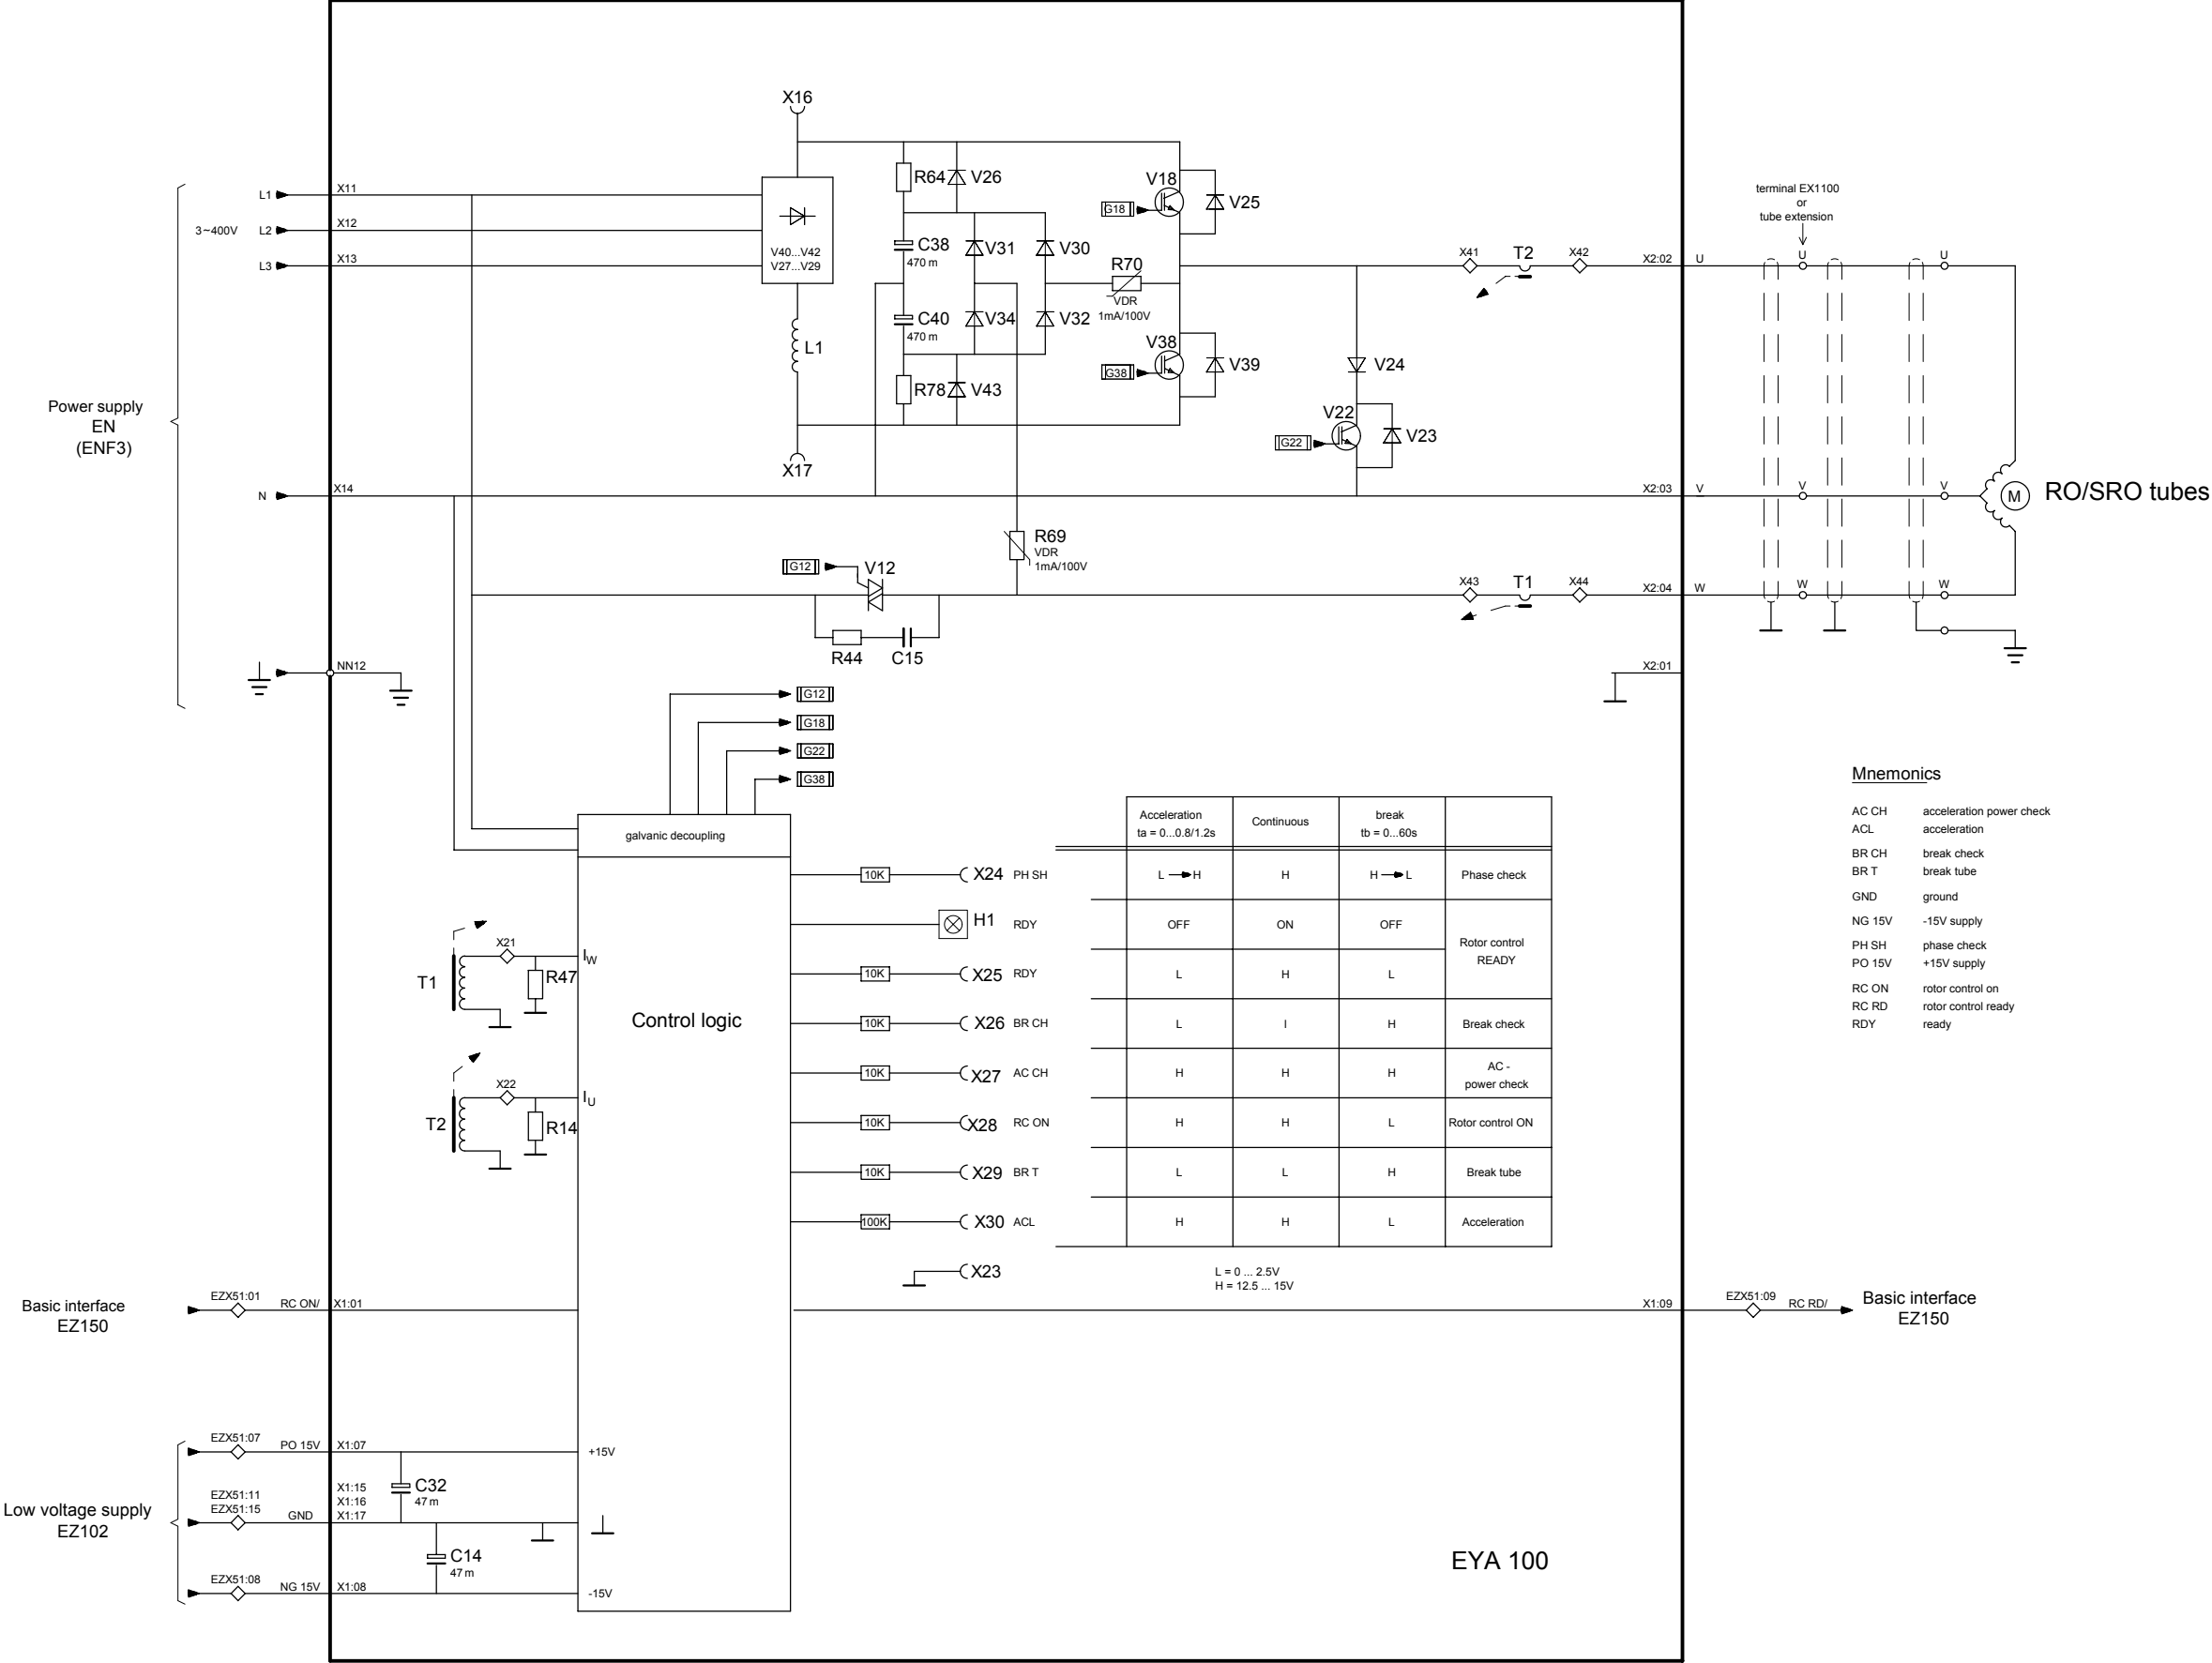 X16
R64
V26
V18
G18
V25
L1
X11
3~400V
L2
X12
L3
X13
V40...V42
V27...V29
C38
470 m
V31
V30
R70
VDR
1mA/100V
C40
470 m
V34
V32
V38
G38
V39
L1
R78
V43
X17
X41
T2
X42
X2:02
U
terminal EX1100
or
tube extension
U
U
V24
V22
G22
V23
Power supply
EN
(ENF3)
N
X14
X2:03
V
V
V
M
RO/SRO tubes
R69
VDR
1mA/100V
G12
V12
R44
C15
X43
T1
X44
X2:04
W
W
W
NN12
X2:01
G12
G18
G22
G38
galvanic decoupling
Control logic
T1
X21
R47
IW
T2
X22
R14
IU
Acceleration
ta = 0...0.8/1.2s
Continuous
break
tb = 0...60s
10K
X24
PH SH
L
H
H
H
L
Phase check
H1
RDY
OFF
ON
OFF
Rotor control
READY
10K
X25
RDY
L
H
L
10K
X26
BR CH
L
I
H
Break check
10K
X27
AC CH
H
H
H
AC -
power check
10K
X28
RC ON
H
H
L
Rotor control ON
10K
X29
BR T
L
L
H
Break tube
100K
X30
ACL
H
H
L
Acceleration
X23
L = 0 ... 2.5V
H = 12.5 ... 15V
Mnemonics
AC CH acceleration power check
ACL acceleration
BR CH break check
BR T break tube
GND ground
NG 15V -15V supply
PH SH phase check
PO 15V +15V supply
RC ON rotor control on
RC RD rotor control ready
RDY ready
Basic interface
EZ150
EZX51:01
RC ON/
X1:01
X1:09
EZX51:09
RC RD/
Basic interface
EZ150
Low voltage supply
EZ102
EZX51:07
PO 15V
X1:07
+15V
C32
47 m
EZX51:11
EZX51:15
GND
X1:15
X1:16
X1:17
C14
47 m
EZX51:08
NG 15V
X1:08
-15V
EYA 100